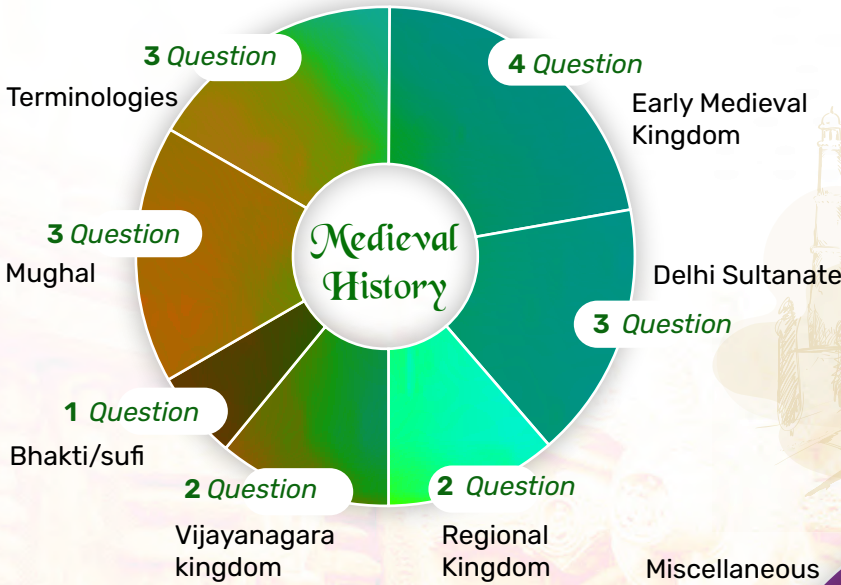 3 Question
Terminologies
4 Question
Early Medieval
Kingdom
3 Question
Mughal
Medieval
History
Delhi Sultanate
3 Question
1 Question
Bhakti/sufi
2 Question
Vijayanagara
kingdom
2 Question
Regional
Kingdom
Miscellaneous